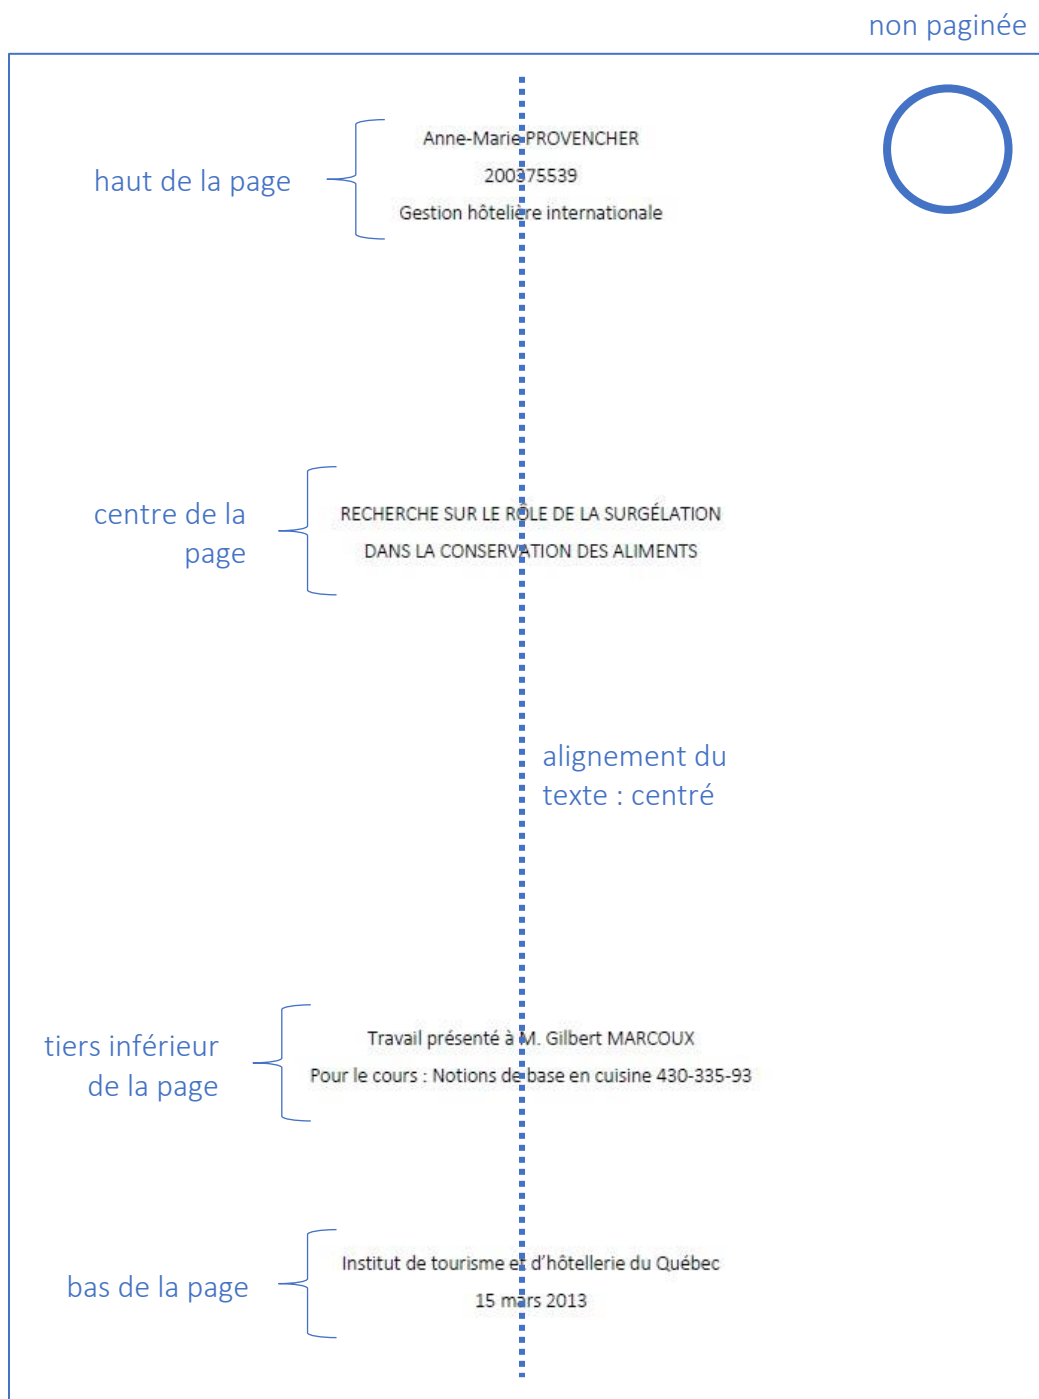 non paginée
Anne-Marie PROVENCHER
haut de la page
200375539
Gestion hôtelière internationale
centre de la
page
RECHERCHE SUR LE RÔLE DE LA SURGÉLATION
DANS LA CONSERVATION DES ALIMENTS
alignement du
texte : centré
tiers inférieur
de la page
Travail présenté à M. Gilbert MARCOUX
Pour le cours : Notions de base en cuisine 430-335-93
bas de la page
Institut de tourisme et d'hôtellerie du Québec
15 mars 2013